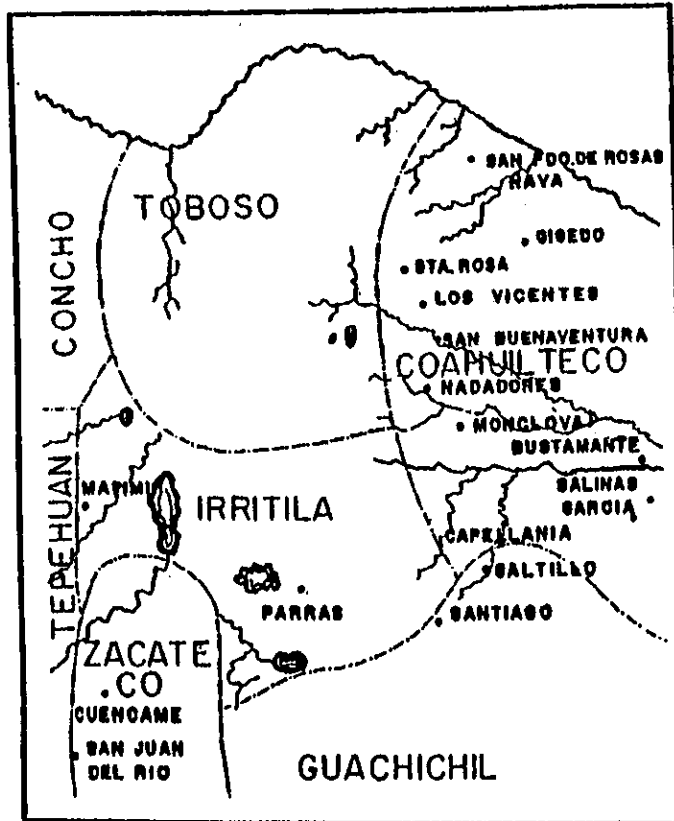 SAN FDO. DE ROSAS
NAVA
TOBOSO
GIGEDO
CONCHO
STA. ROSA
LOS VICENTES
SAN BUENAVENTURA
COAHUILTECO
NADADORES
MONCLOVA
BUSTAMANTE
TEPEHUAN
MAPIMI
IRRITILA
SALINAS
GARCIA
CAPELLANIA
SALTILLO
PARRAS
SANTIAGO
ZACATE
CO
CUENCAME
SAN JUAN
DEL RIO
GUACHICHIL